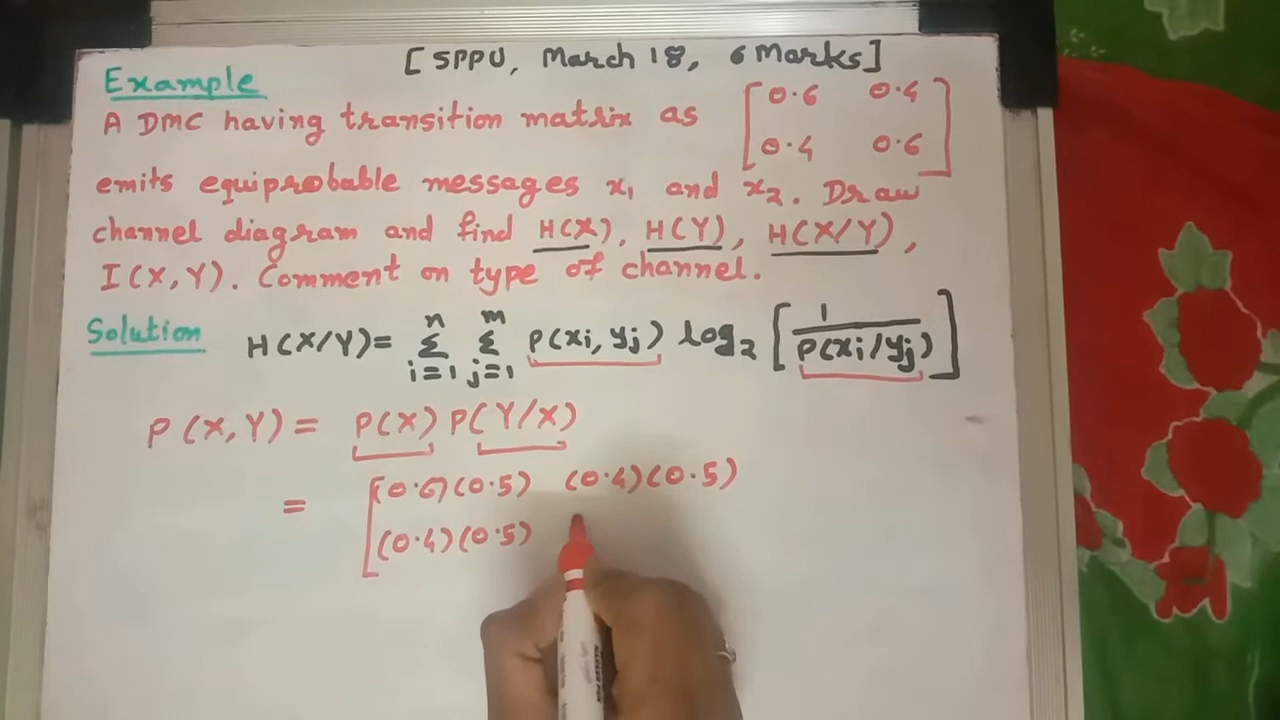 [SPPU, March 18, 6 Marks]
Example
A DMC having transition matrix as [0.6 0.4
0.4 0.6]
emits equiprobable messages x₁ and x₂. Draw
channel diagram and find H(X), H(Y), H(X/Y),
I(X,Y). Comment on type of channel.
Solution H(X/Y)= n Σ i=1 m Σ j=1 P(xi, yj) log₂ [1/P(xi/yj)]
P(X,Y) = P(X) P(Y/X)
= [(0.6)(0.5) (0.4)(0.5)
(0.4)(0.5)